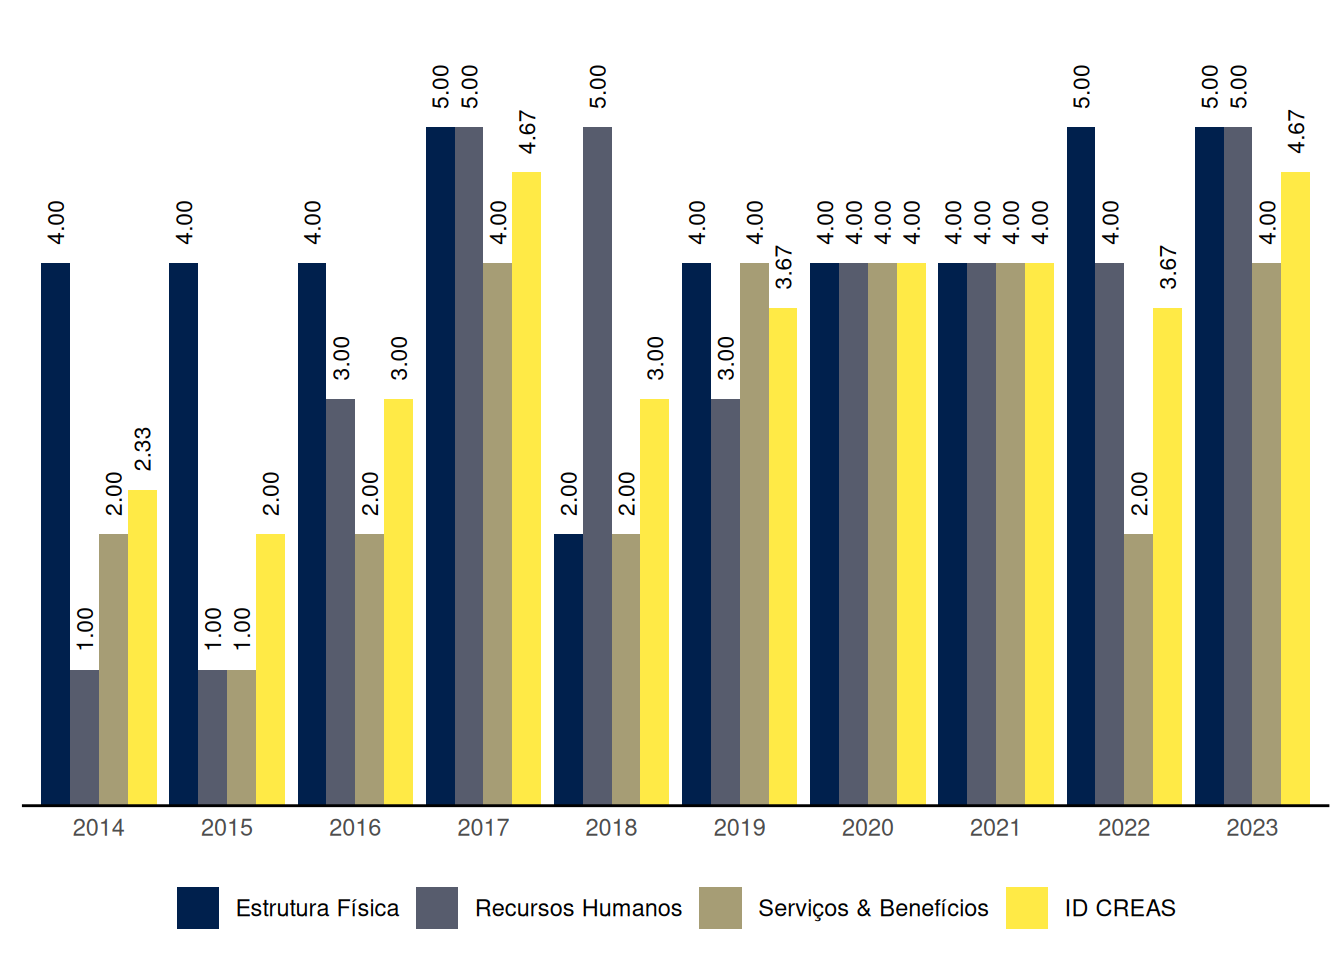 5.00 5.00 5.00 5.00 5.00 5.00
4.67 4.67
4.00 4.00 4.00 4.00 4.00 4.00 4.00 4.00 4.00 4.00 4.00 4.00 4.00 4.00 4.00 4.00
3.67 3.67
3.00 3.00 3.00 3.00
2.33
2.00 2.00 2.00 2.00 2.00 2.00
1.00 1.00 1.00
2014 2015 2016 2017 2018 2019 2020 2021 2022 2023
Estrutura Física Recursos Humanos Serviços & Benefícios ID CREAS